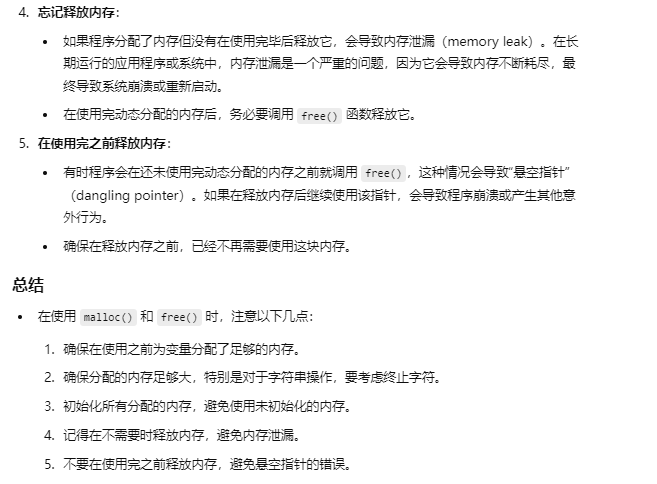 4. 忘记释放内存：
• 如果程序分配了内存但没有在使用完毕后释放它，会导致内存泄漏（memory leak）。在长
期运行的应用程序或系统中，内存泄漏是一个严重的问题，因为它会导致内存不断耗尽，最
终导致系统崩溃或重新启动。
• 在使用完动态分配的内存后，务必要调用 free() 函数释放它。
5. 在使用完之前释放内存：
• 有时程序会在还未使用完动态分配的内存之前就调用 free()，这种情况会导致“悬空指针”
（dangling pointer）。如果在释放内存后继续使用该指针，会导致程序崩溃或产生其他意
外行为。
• 确保在释放内存之前，已经不再需要使用这块内存。
总结
• 在使用 malloc() 和 free() 时，注意以下几点：
1. 确保在使用之前为变量分配了足够的内存。
2. 确保分配的内存足够大，特别是对于字符串操作，要考虑终止字符。
3. 初始化所有分配的内存，避免使用未初始化的内存。
4. 记得在不需要时释放内存，避免内存泄漏。
5. 不要在使用完之前释放内存，避免悬空指针的错误。